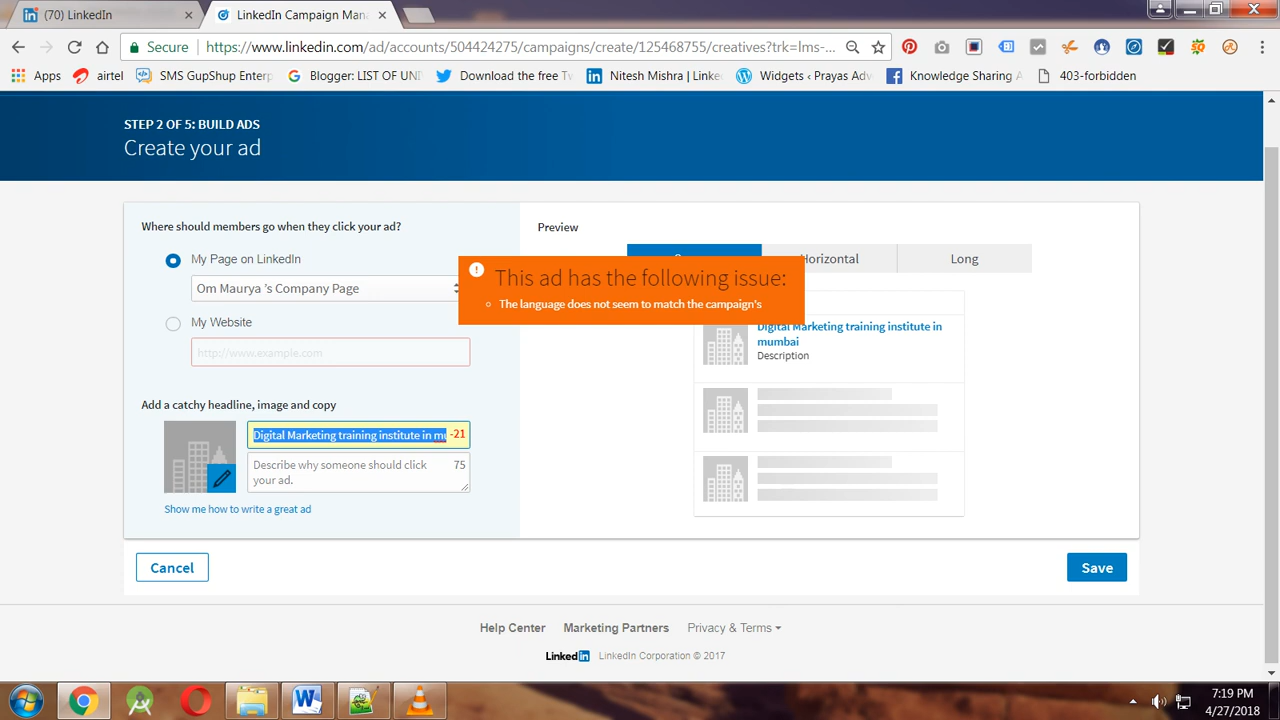 (70) LinkedIn
LinkedIn Campaign Man
Secure
https://www.linkedin.com/ad/accounts/504424275/campaigns/create/125468755/creatives?trk=lms-...
Apps
airtel
SMS GupShup Enterp
Blogger: LIST OF UNI
Download the free Tw
Nitesh Mishra | Linke
Widgets ‹ Prayas Adv
Knowledge Sharing A
403-forbidden
STEP 2 OF 5: BUILD ADS
Create your ad
Where should members go when they click your ad?
My Page on LinkedIn
Om Maurya 's Company Page
My Website
http://www.example.com
Add a catchy headline, image and copy
Digital Marketing training institute in mu
-21
Describe why someone should click
your ad.
75
Show me how to write a great ad
Preview
Horizontal
Long
This ad has the following issue:
The language does not seem to match the campaign's
Digital Marketing training institute in
mumbai
Description
Cancel
Save
Help Center
Marketing Partners
Privacy & Terms
Linked in
LinkedIn Corporation © 2017
7:19 PM
4/27/2018